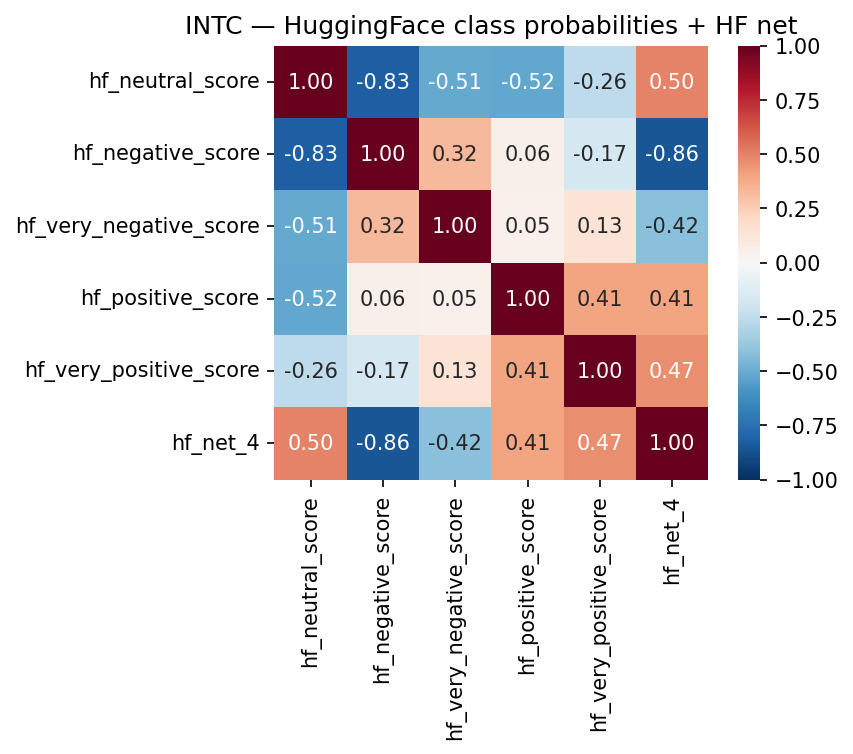 INTC — HuggingFace class probabilities + HF net
hf_neutral_score 1.00 -0.83 -0.51 -0.52 -0.26 0.50
hf_negative_score -0.83 1.00 0.32 0.06 -0.17 -0.86
hf_very_negative_score -0.51 0.32 1.00 0.05 0.13 -0.42
hf_positive_score -0.52 0.06 0.05 1.00 0.41 0.41
hf_very_positive_score -0.26 -0.17 0.13 0.41 1.00 0.47
hf_net_4 0.50 -0.86 -0.42 0.41 0.47 1.00
hf_neutral_score
hf_negative_score
hf_very_negative_score
hf_positive_score
hf_very_positive_score
hf_net_4
1.00
0.75
0.50
0.25
0.00
−0.25
−0.50
−0.75
−1.00